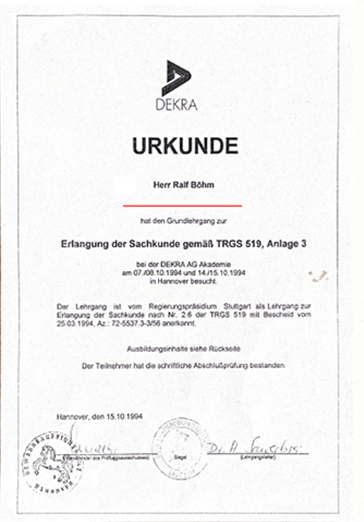 DEKRA
URKUNDE
Herr Ralf Böhm
hat den Grundlehrgang zur
Erlangung der Sachkunde gemäß TRGS 519, Anlage 3
bei der DEKRA AG Akademie
am 07./08.10.1994 und 14./15.10.1994
in Hannover besucht.
Der Lehrgang ist vom Regierungspräsidium Stuttgart als Lehrgang zur
Erlangung der Sachkunde nach Nr. 2.6 der TRGS 519 mit Bescheid vom
25.03.1994, Az.: 72-5537.3-3/56 anerkannt.
Ausbildungsinhalte siehe Rückseite
Der Teilnehmer hat die schriftliche Abschlußprüfung bestanden
Hannover, den 15.10.1994
(Vorsitzender des Prüfungsausschusses) Siegel (Lehrgangsleiter)
HANNOVER